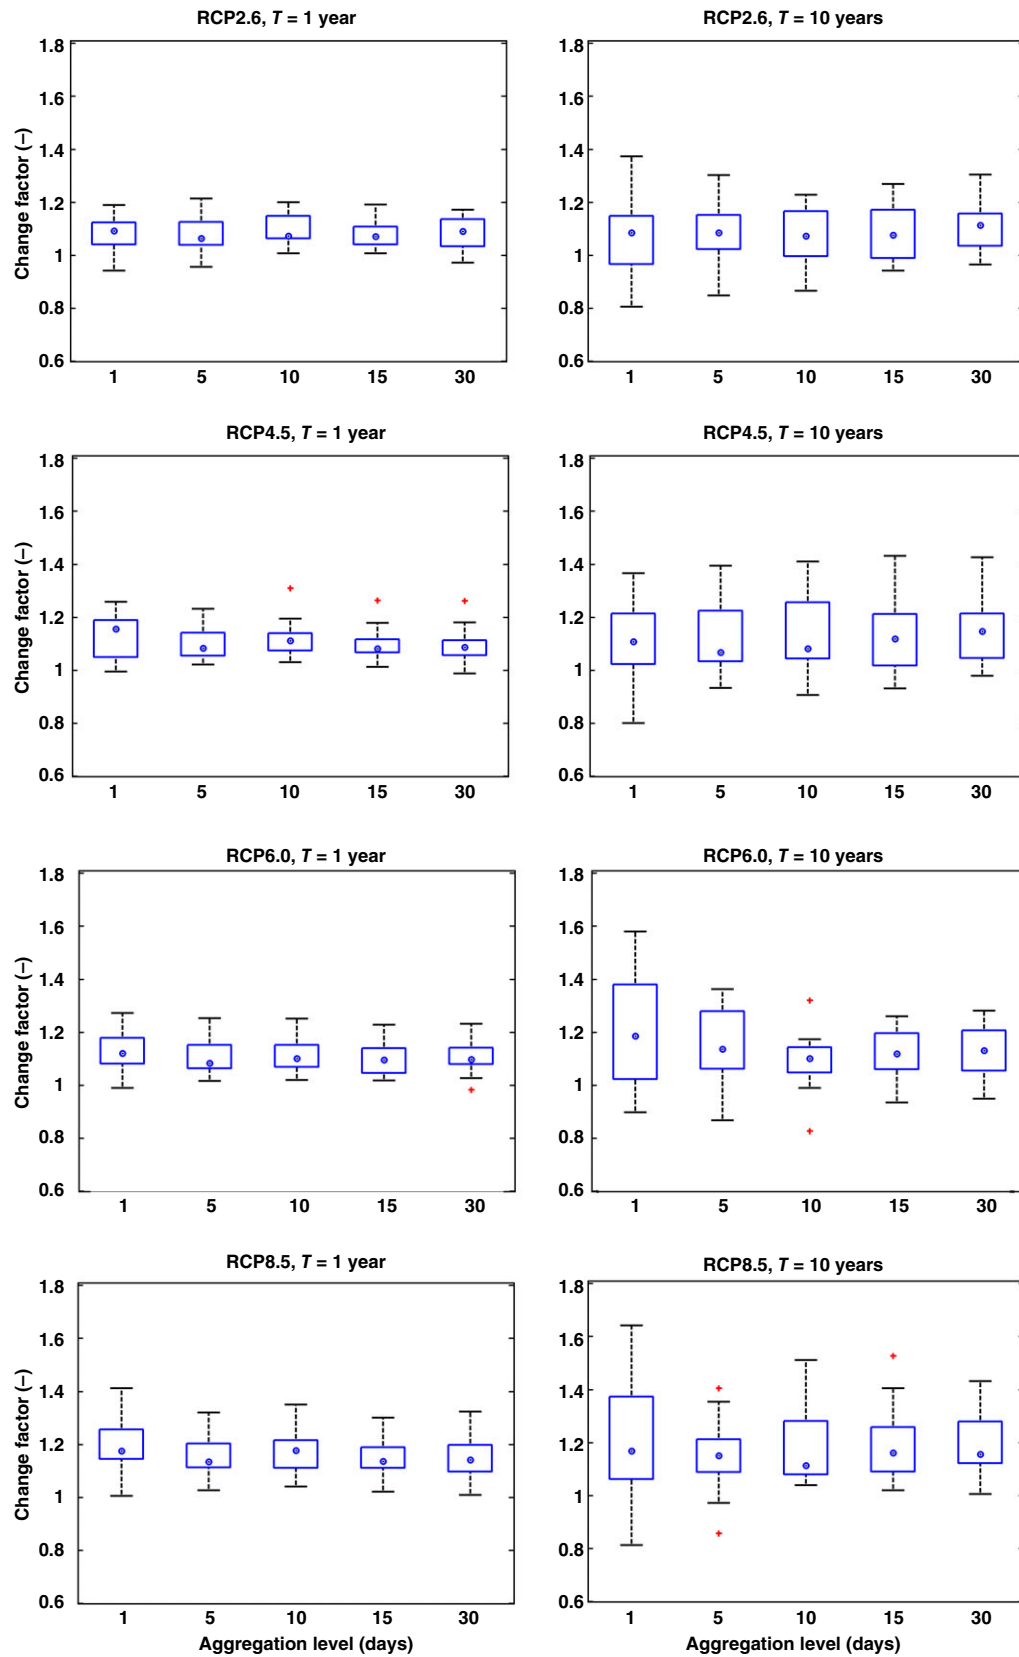 RCP2.6, T = 1 year
RCP2.6, T = 10 years
Change factor (–)
1.8
1.6
1.4
1.2
1
0.8
0.6
1 5 10 15 30
1.8
1.6
1.4
1.2
1
0.8
0.6
1 5 10 15 30
RCP4.5, T = 1 year
RCP4.5, T = 10 years
Change factor (–)
1.8
1.6
1.4
1.2
1
0.8
0.6
1 5 10 15 30
1.8
1.6
1.4
1.2
1
0.8
0.6
1 5 10 15 30
RCP6.0, T = 1 year
RCP6.0, T = 10 years
Change factor (–)
1.8
1.6
1.4
1.2
1
0.8
0.6
1 5 10 15 30
1.8
1.6
1.4
1.2
1
0.8
0.6
1 5 10 15 30
RCP8.5, T = 1 year
RCP8.5, T = 10 years
Change factor (–)
1.8
1.6
1.4
1.2
1
0.8
0.6
1 5 10 15 30
Aggregation level (days)
1.8
1.6
1.4
1.2
1
0.8
0.6
1 5 10 15 30
Aggregation level (days)